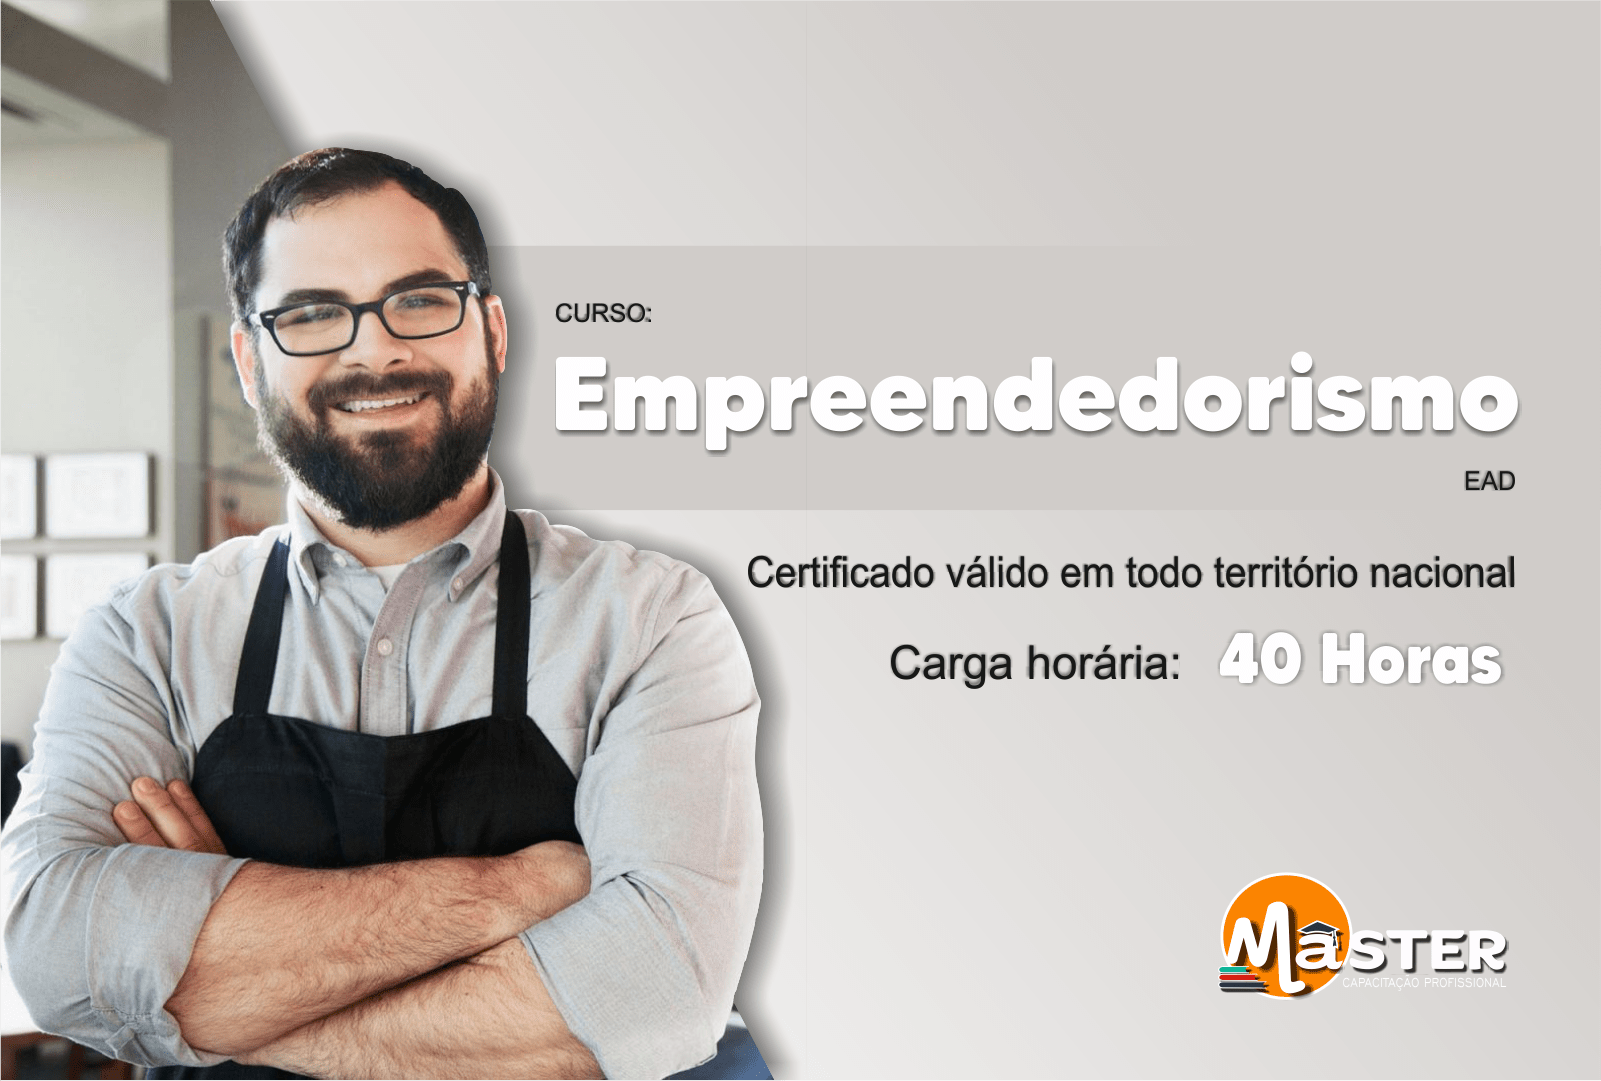 CURSO:
Empreendedorismo
EAD
Certificado válido em todo território nacional
Carga horária: 40 Horas
MaSTER
CAPACITAÇÃO PROFISSIONAL